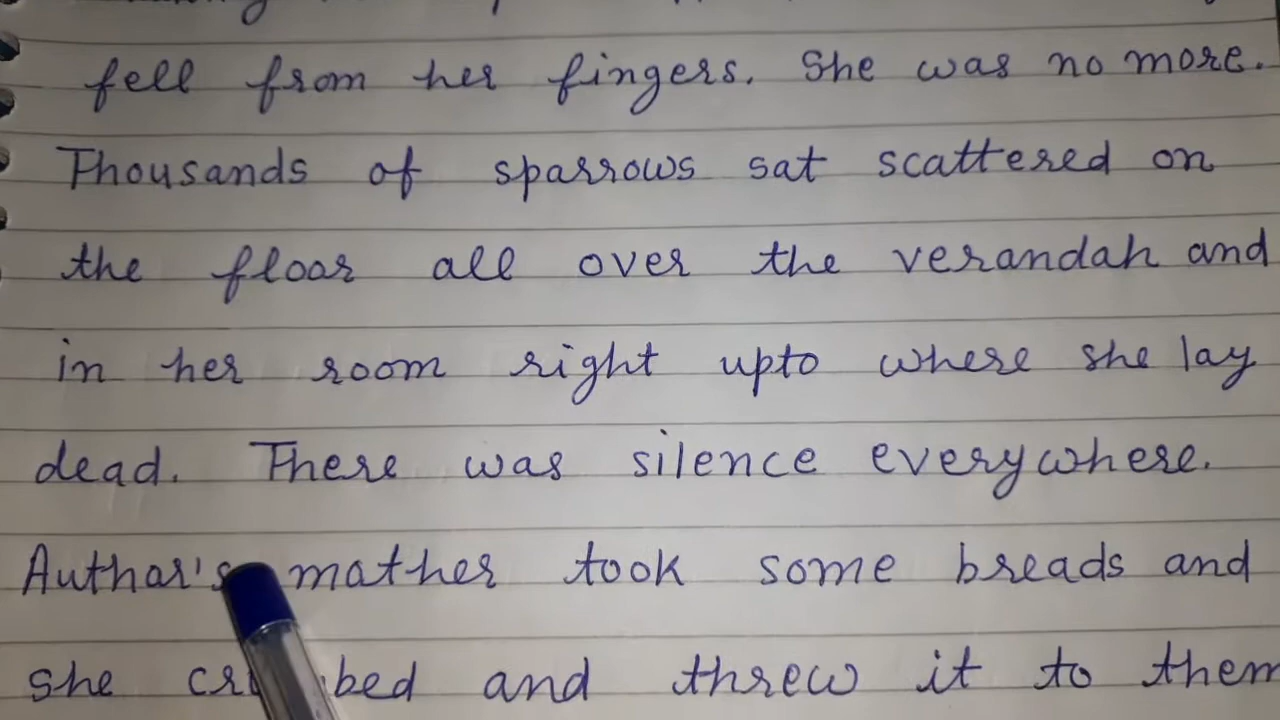 fell from her fingers. She was no more.
Thousands of sparrows sat scattered on
the floor all over the verandah and
in her room right upto where she lay
dead. There was silence everywhere.
Author's mother took some breads and
she and threw it to them